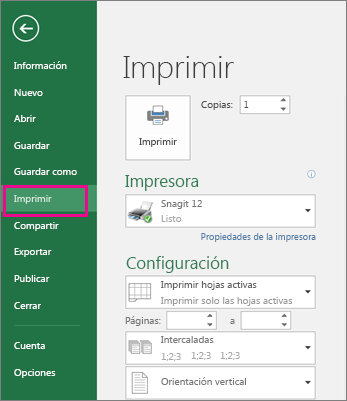 Información
Nuevo
Abrir
Guardar
Guardar como
Imprimir
Compartir
Exportar
Publicar
Cerrar
Cuenta
Opciones
Imprimir
Imprimir
Copias: 1
Impresora
Snagit 12
Listo
Propiedades de la impresora
Configuración
Imprimir hojas activas
Imprimir solo las hojas activas
Páginas: a
Intercaladas
1;2;3 1;2;3 1;2;3
Orientación vertical